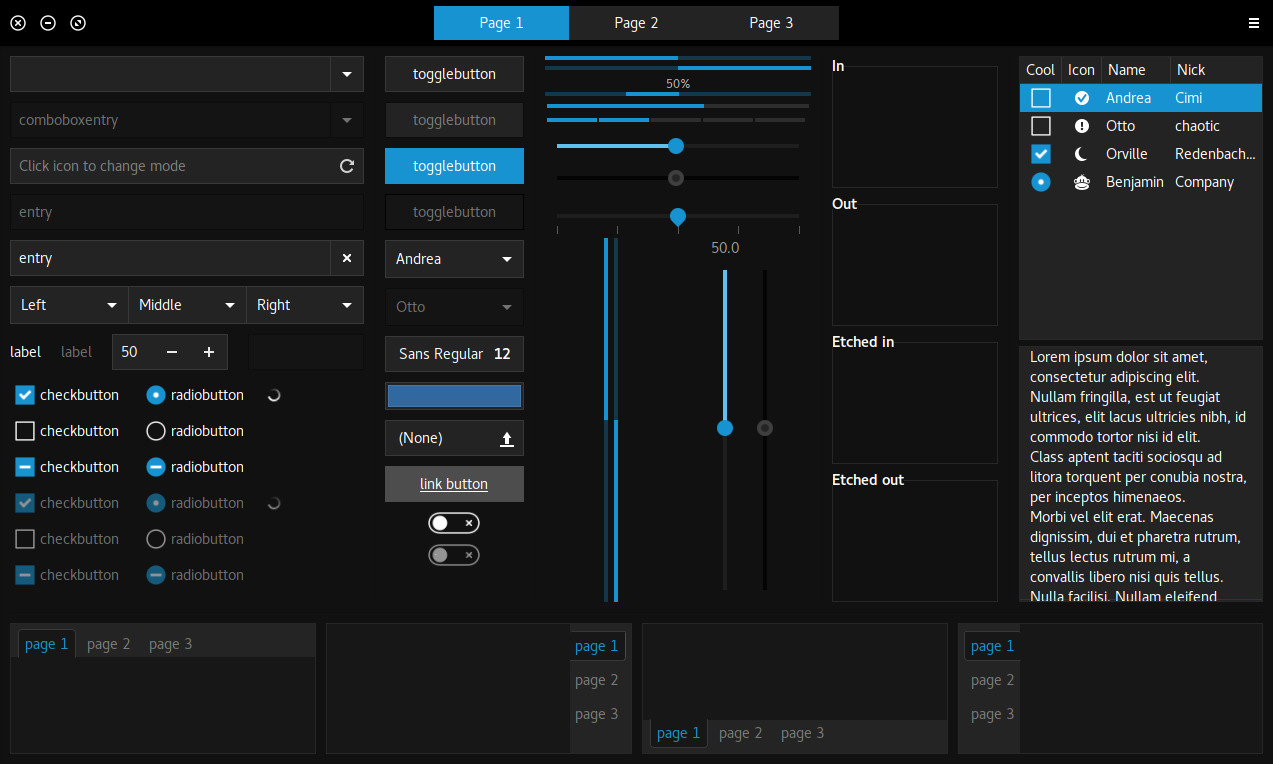 Page 1 Page 2 Page 3
togglebutton
comboboxentry
togglebutton
Click icon to change mode
togglebutton
entry
togglebutton
entry
Andrea
Left Middle Right
Otto
label label 50
Sans Regular 12
checkbutton radiobutton
checkbutton radiobutton
checkbutton radiobutton
checkbutton radiobutton
checkbutton radiobutton
checkbutton radiobutton
(None)
link button
50%
50.0
In
Out
Etched in
Etched out
Cool Icon Name Nick
Andrea Cimi
Otto chaotic
Orville Redenbach...
Benjamin Company
Lorem ipsum dolor sit amet,
consectetur adipiscing elit.
Nullam fringilla, est ut feugiat
ultrices, elit lacus ultricies nibh, id
commodo tortor nisi id elit.
Class aptent taciti sociosqu ad
litora torquent per conubia nostra,
per inceptos himenaeos.
Morbi vel elit erat. Maecenas
dignissim, dui et pharetra rutrum,
tellus lectus rutrum mi, a
convallis libero nisi quis tellus.
Nulla facilisi. Nullam eleifend
page 1 page 2 page 3
page 1
page 2
page 3
page 1 page 2 page 3
page 1
page 2
page 3